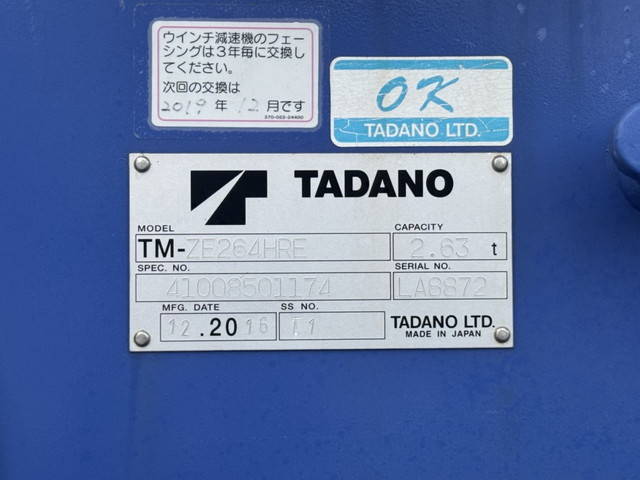 ウインチ減速機のフェー
シングは3年毎に交換し
てください。
次回の交換は
2019 年 12 月です
OK
TADANO LTD.
TADANO
MODEL
CAPACITY
TM-ZE264HRE
2.63 t
SPEC. NO.
SERIAL NO.
41008501174
LA8872
MFG. DATE
SS NO.
12 .2016
TADANO LTD.
MADE IN JAPAN